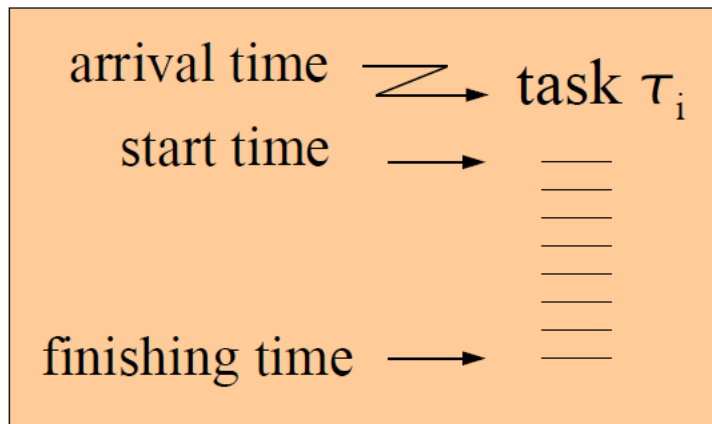 arrival time
task τi
start time
finishing time